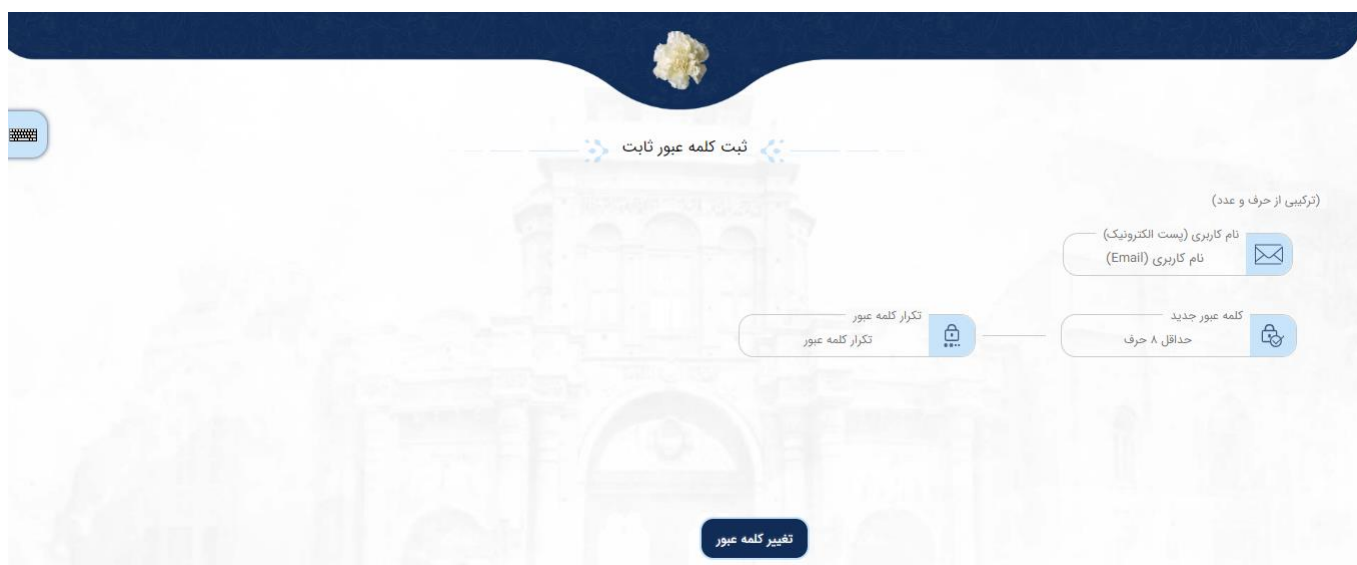 ثبت کلمه عبور ثابت
(ترکیبی از حرف و عدد)
نام کاربری (پست الکترونیک)
نام کاربری (Email)
کلمه عبور جدید
حداقل ۸ حرف
تکرار کلمه عبور
تکرار کلمه عبور
تغییر کلمه عبور